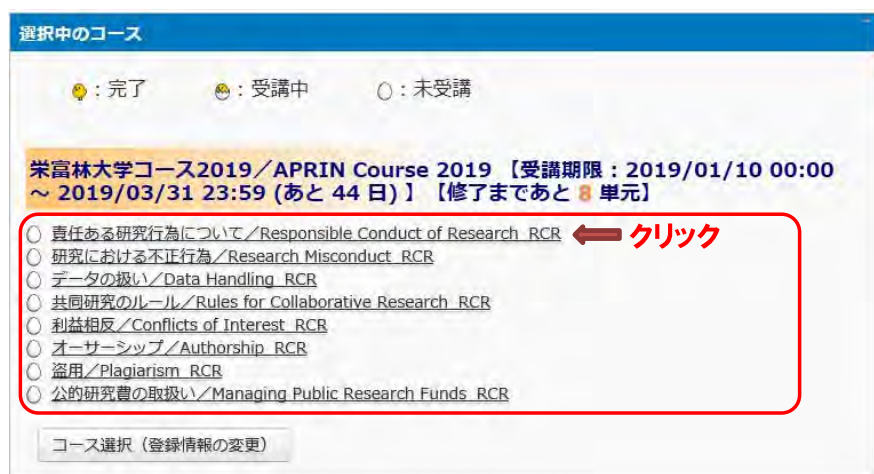 選択中のコース
：完了 ：受講中 ：未受講
栄富林大学コース2019／APRIN Course 2019 【受講期限：2019/01/10 00:00
～ 2019/03/31 23:59 (あと 44 日) 】【修了まであと 8 単元】
責任ある研究行為について／Responsible Conduct of Research_RCR クリック
研究における不正行為／Research Misconduct_RCR
データの扱い／Data Handling_RCR
共同研究のルール／Rules for Collaborative Research_RCR
利益相反／Conflicts of Interest_RCR
オーサーシップ／Authorship_RCR
盗用／Plagiarism_RCR
公的研究費の取扱い／Managing Public Research Funds_RCR
コース選択（登録情報の変更）